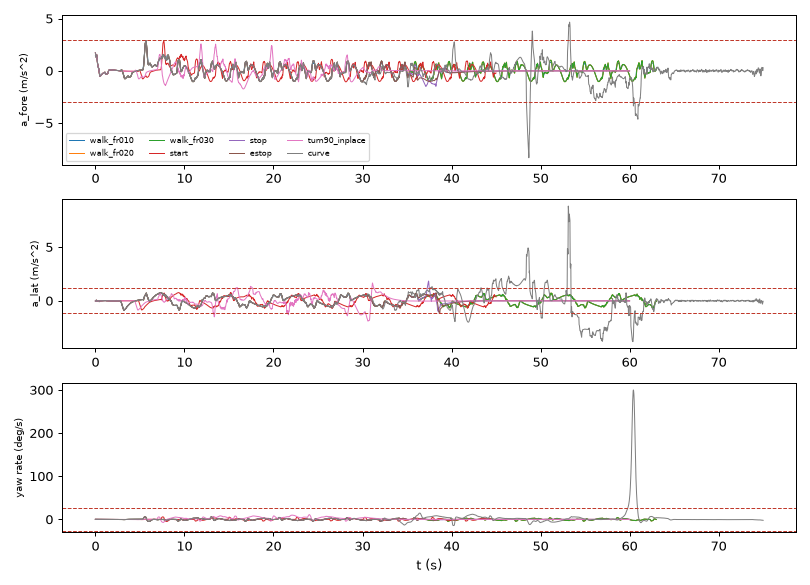 a_fore (m/s^2)
5
0
−5
walk_fr010
walk_fr020
walk_fr030
start
stop
estop
turn90_inplace
curve
0 10 20 30 40 50 60 70
a_lat (m/s^2)
5
0
0 10 20 30 40 50 60 70
yaw rate (deg/s)
300
200
100
0
0 10 20 30 40 50 60 70
t (s)